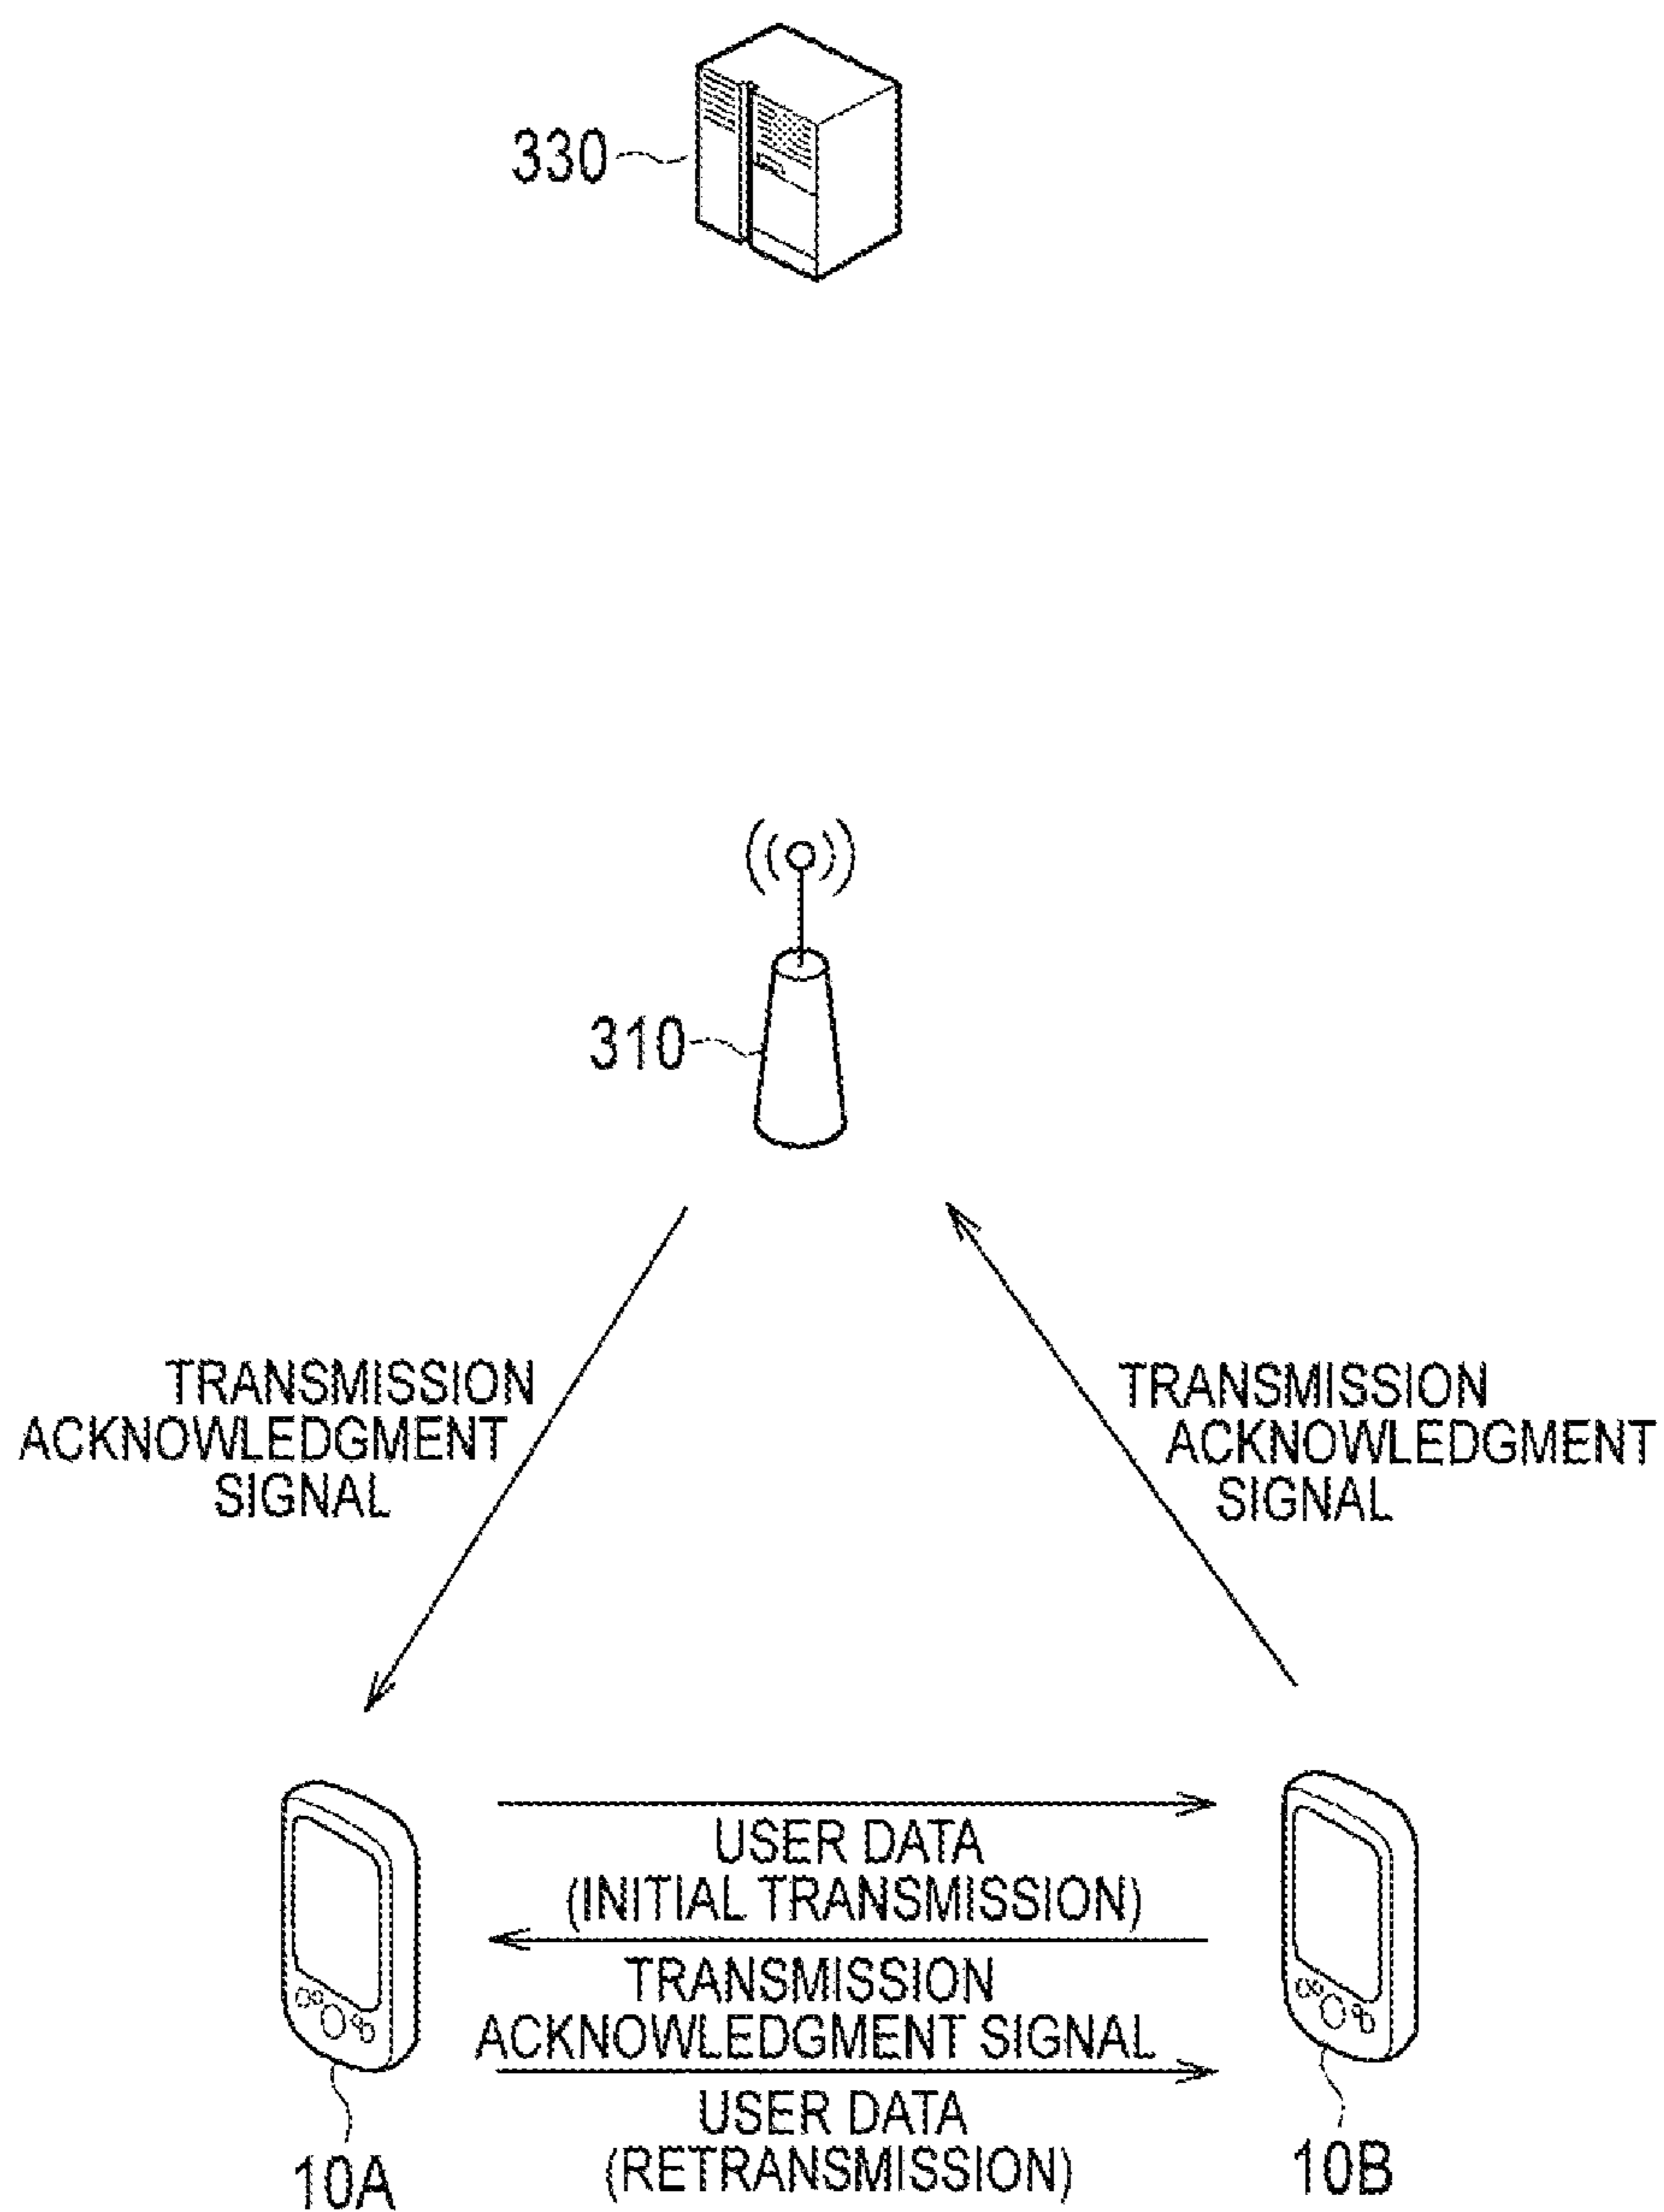 330
310
TRANSMISSION
ACKNOWLEDGMENT
SIGNAL
TRANSMISSION
ACKNOWLEDGMENT
SIGNAL
USER DATA
(INITIAL TRANSMISSION)
TRANSMISSION
ACKNOWLEDGMENT SIGNAL
USER DATA
(RETRANSMISSION)
10A
10B